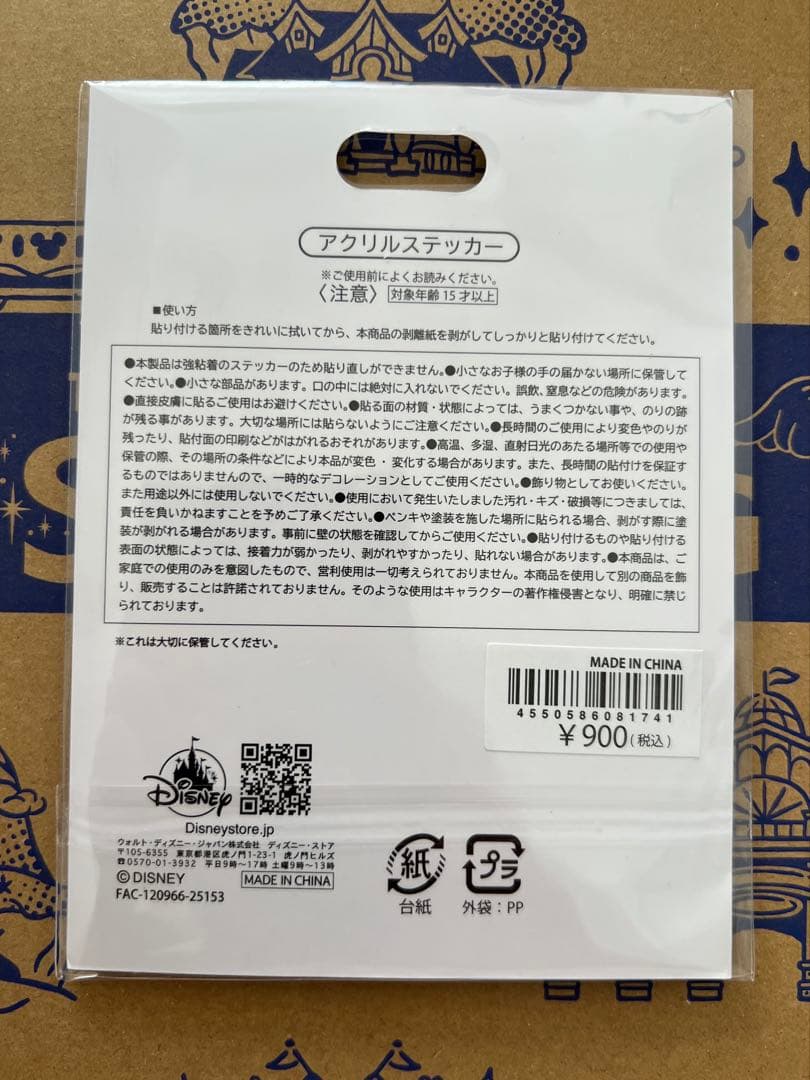 アクリルステッカー
※ご使用前によくお読みください。
〈注意〉 対象年齢15才以上
■使い方
貼り付ける箇所をきれいに拭いてから、本商品の剥離紙を剥がしてしっかりと貼り付けてください。
●本製品は強粘着のステッカーのため貼り直しができません。●小さなお子様の手の届かない場所に保管して
ください。●小さな部品があります。口の中には絶対に入れないでください。誤飲、窒息などの危険があります。
●直接皮膚に貼るご使用はお避けください。●貼る面の材質・状態によっては、うまくつかない事や、のりの跡
が残る事があります。大切な場所には貼らないようにご注意ください。●長時間のご使用により変色やのりが
残ったり、貼付面の印刷などがはがれるおそれがあります。●高温、多湿、直射日光のあたる場所等での使用や
保管の際、その場所の条件などにより本品が変色・変化する場合があります。また、長時間の貼付けを保証す
るものではありませんので、一時的なデコレーションとしてご使用ください。●飾り物としてお使いください。
また用途以外には使用しないでください。●使用において発生いたしました汚れ・キズ・破損等につきましては、
責任を負いかねますことを予めご了承ください。●ペンキや塗装を施した場所に貼られる場合、剥がす際に塗
装が剥がれる場合があります。事前に壁の状態を確認してからご使用ください。●貼り付けるものや貼り付ける
表面の状態によっては、接着力が弱かったり、剥がれやすかったり、貼れない場合があります。●本商品は、ご
家庭での使用のみを意図したもので、営利使用は一切考えられておりません。本商品を使用して別の商品を飾
り、販売することは許諾されておりません。そのような使用はキャラクターの著作権侵害となり、明確に禁じ
られております。
※これは大切に保管してください。
MADE IN CHINA
4550586081741
¥900(税込)
Disney
Disneystore.jp
ウォルト・ディズニー・ジャパン株式会社 ディズニー・ストア
〒105-6355 東京都港区虎ノ門1-23-1 虎ノ門ヒルズ
☎0570-01-3932 平日9時〜17時 土曜9時〜13時
©DISNEY MADE IN CHINA
FAC-120966-25153
紙
台紙
プラ
外袋：PP